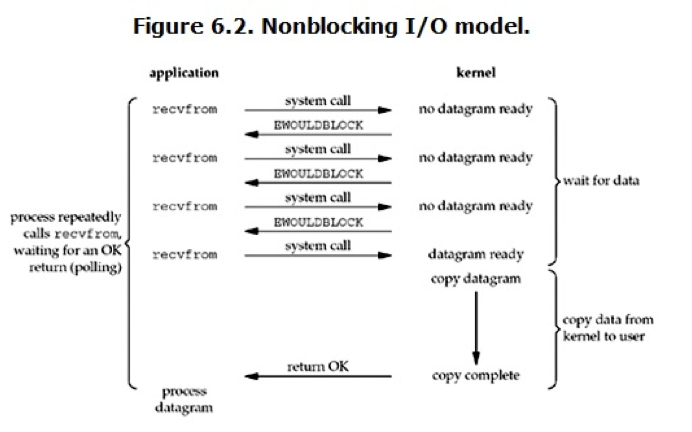 Figure 6.2. Nonblocking I/O model.
application
kernel
recvfrom
system call
no datagram ready
EWOULDBLOCK
recvfrom
system call
no datagram ready
EWOULDBLOCK
recvfrom
system call
no datagram ready
EWOULDBLOCK
recvfrom
system call
datagram ready
copy datagram
wait for data
process repeatedly
calls recvfrom,
waiting for an OK
return (polling)
copy data from
kernel to user
return OK
copy complete
process
datagram